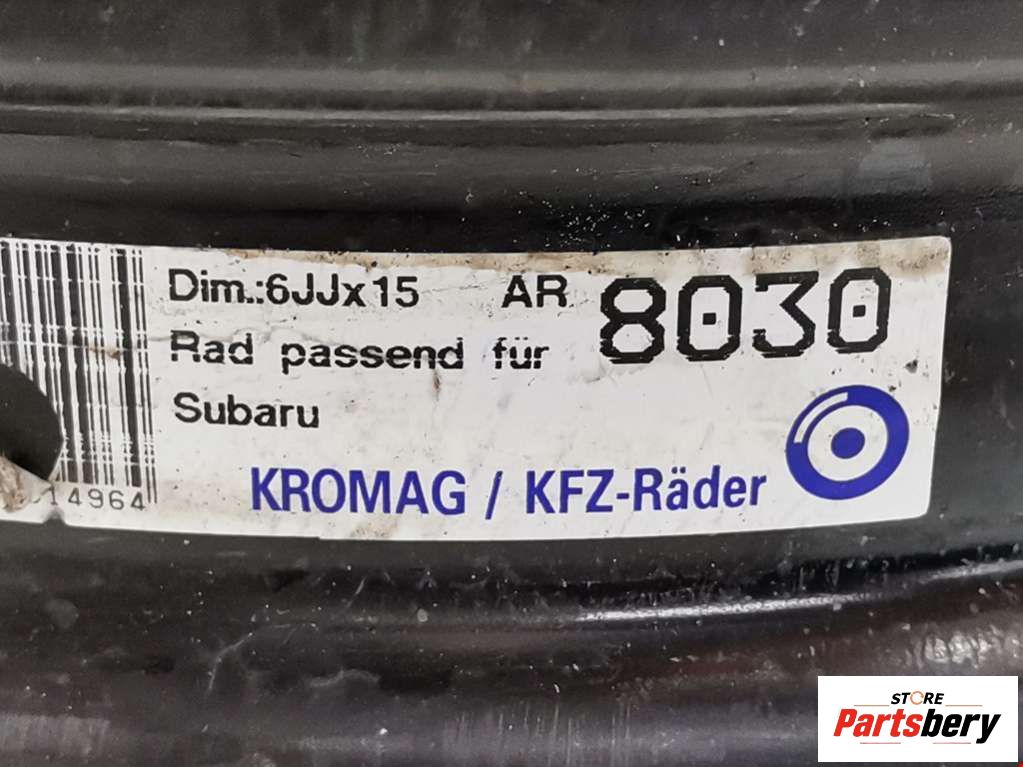 Dim.:6JJx15 AR 8030
Rad passend für
Subaru
KROMAG / KFZ-Räder
14964
STORE
Partsbery